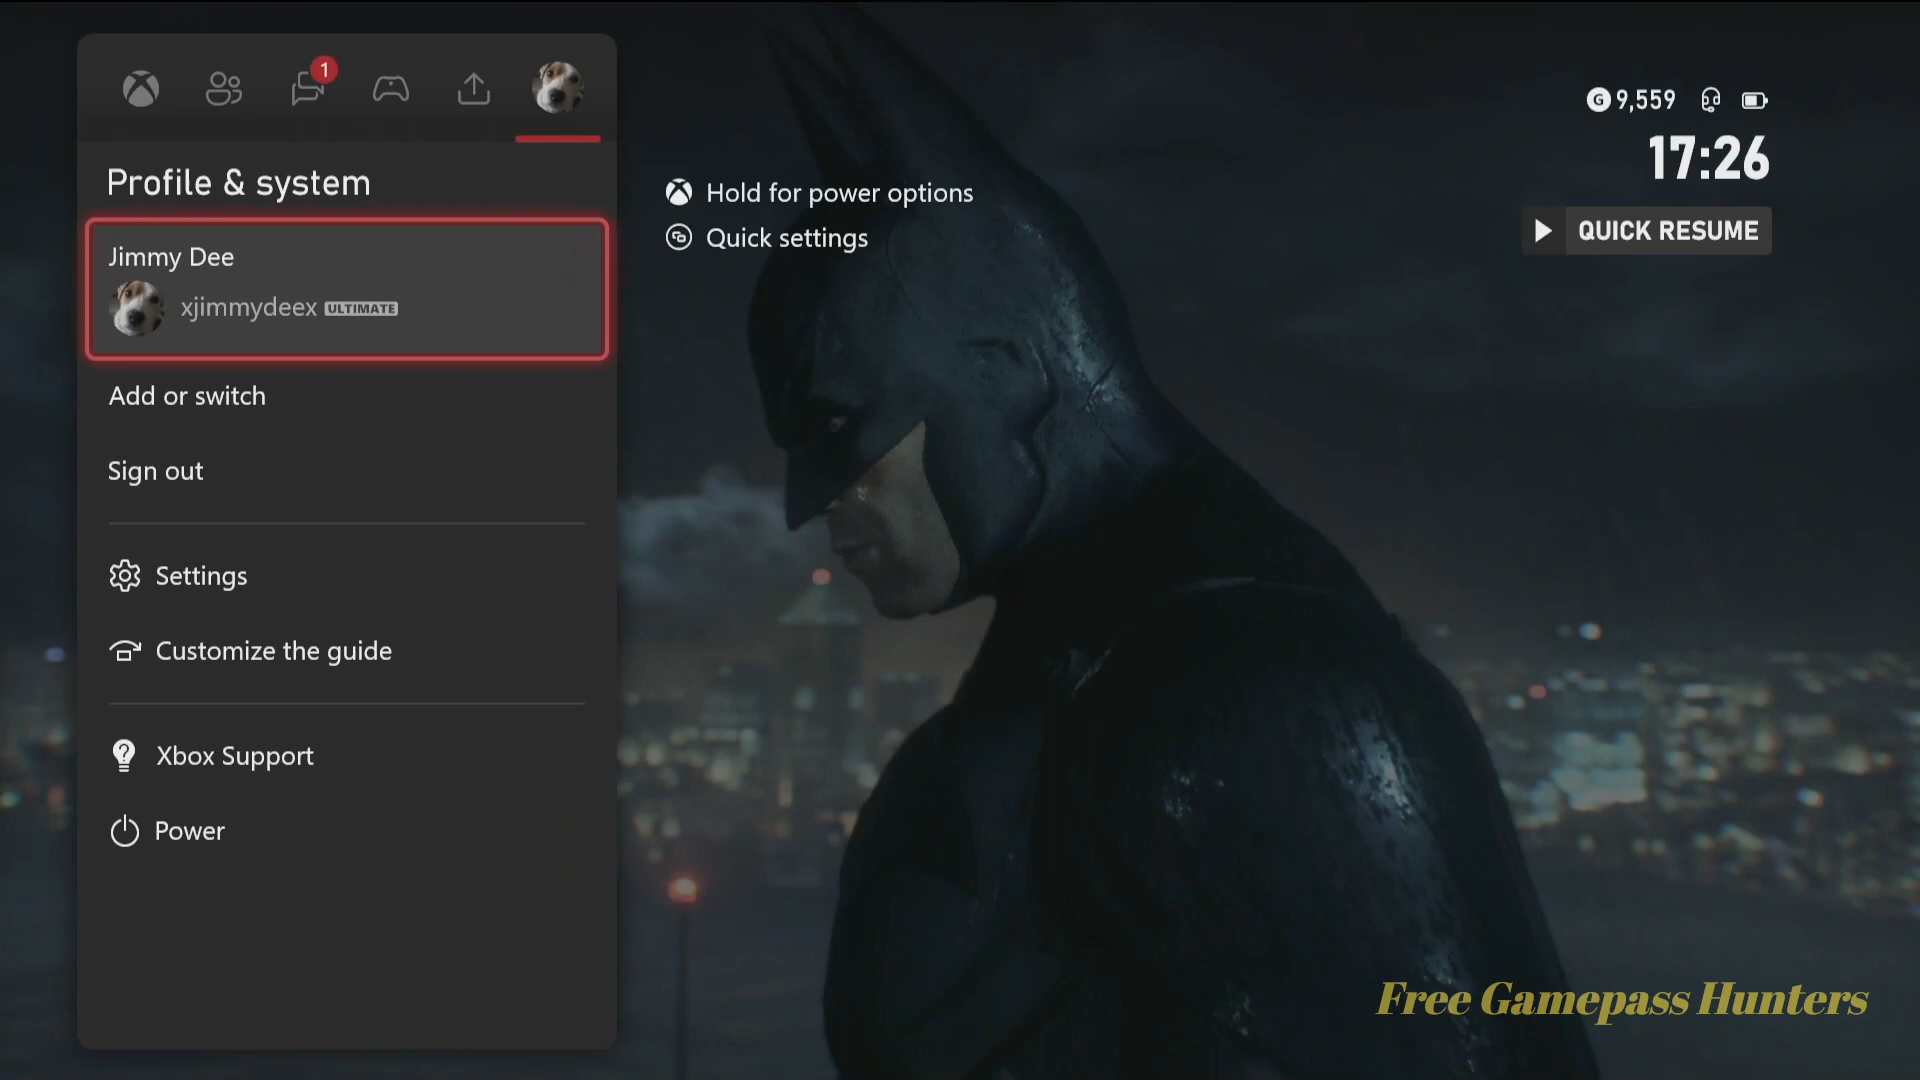 1
Profile & system
Jimmy Dee
xjimmydeex ULTIMATE
Add or switch
Sign out
Settings
Customize the guide
Xbox Support
Power
Hold for power options
Quick settings
G 9,559
17:26
QUICK RESUME
Free Gamepass Hunters